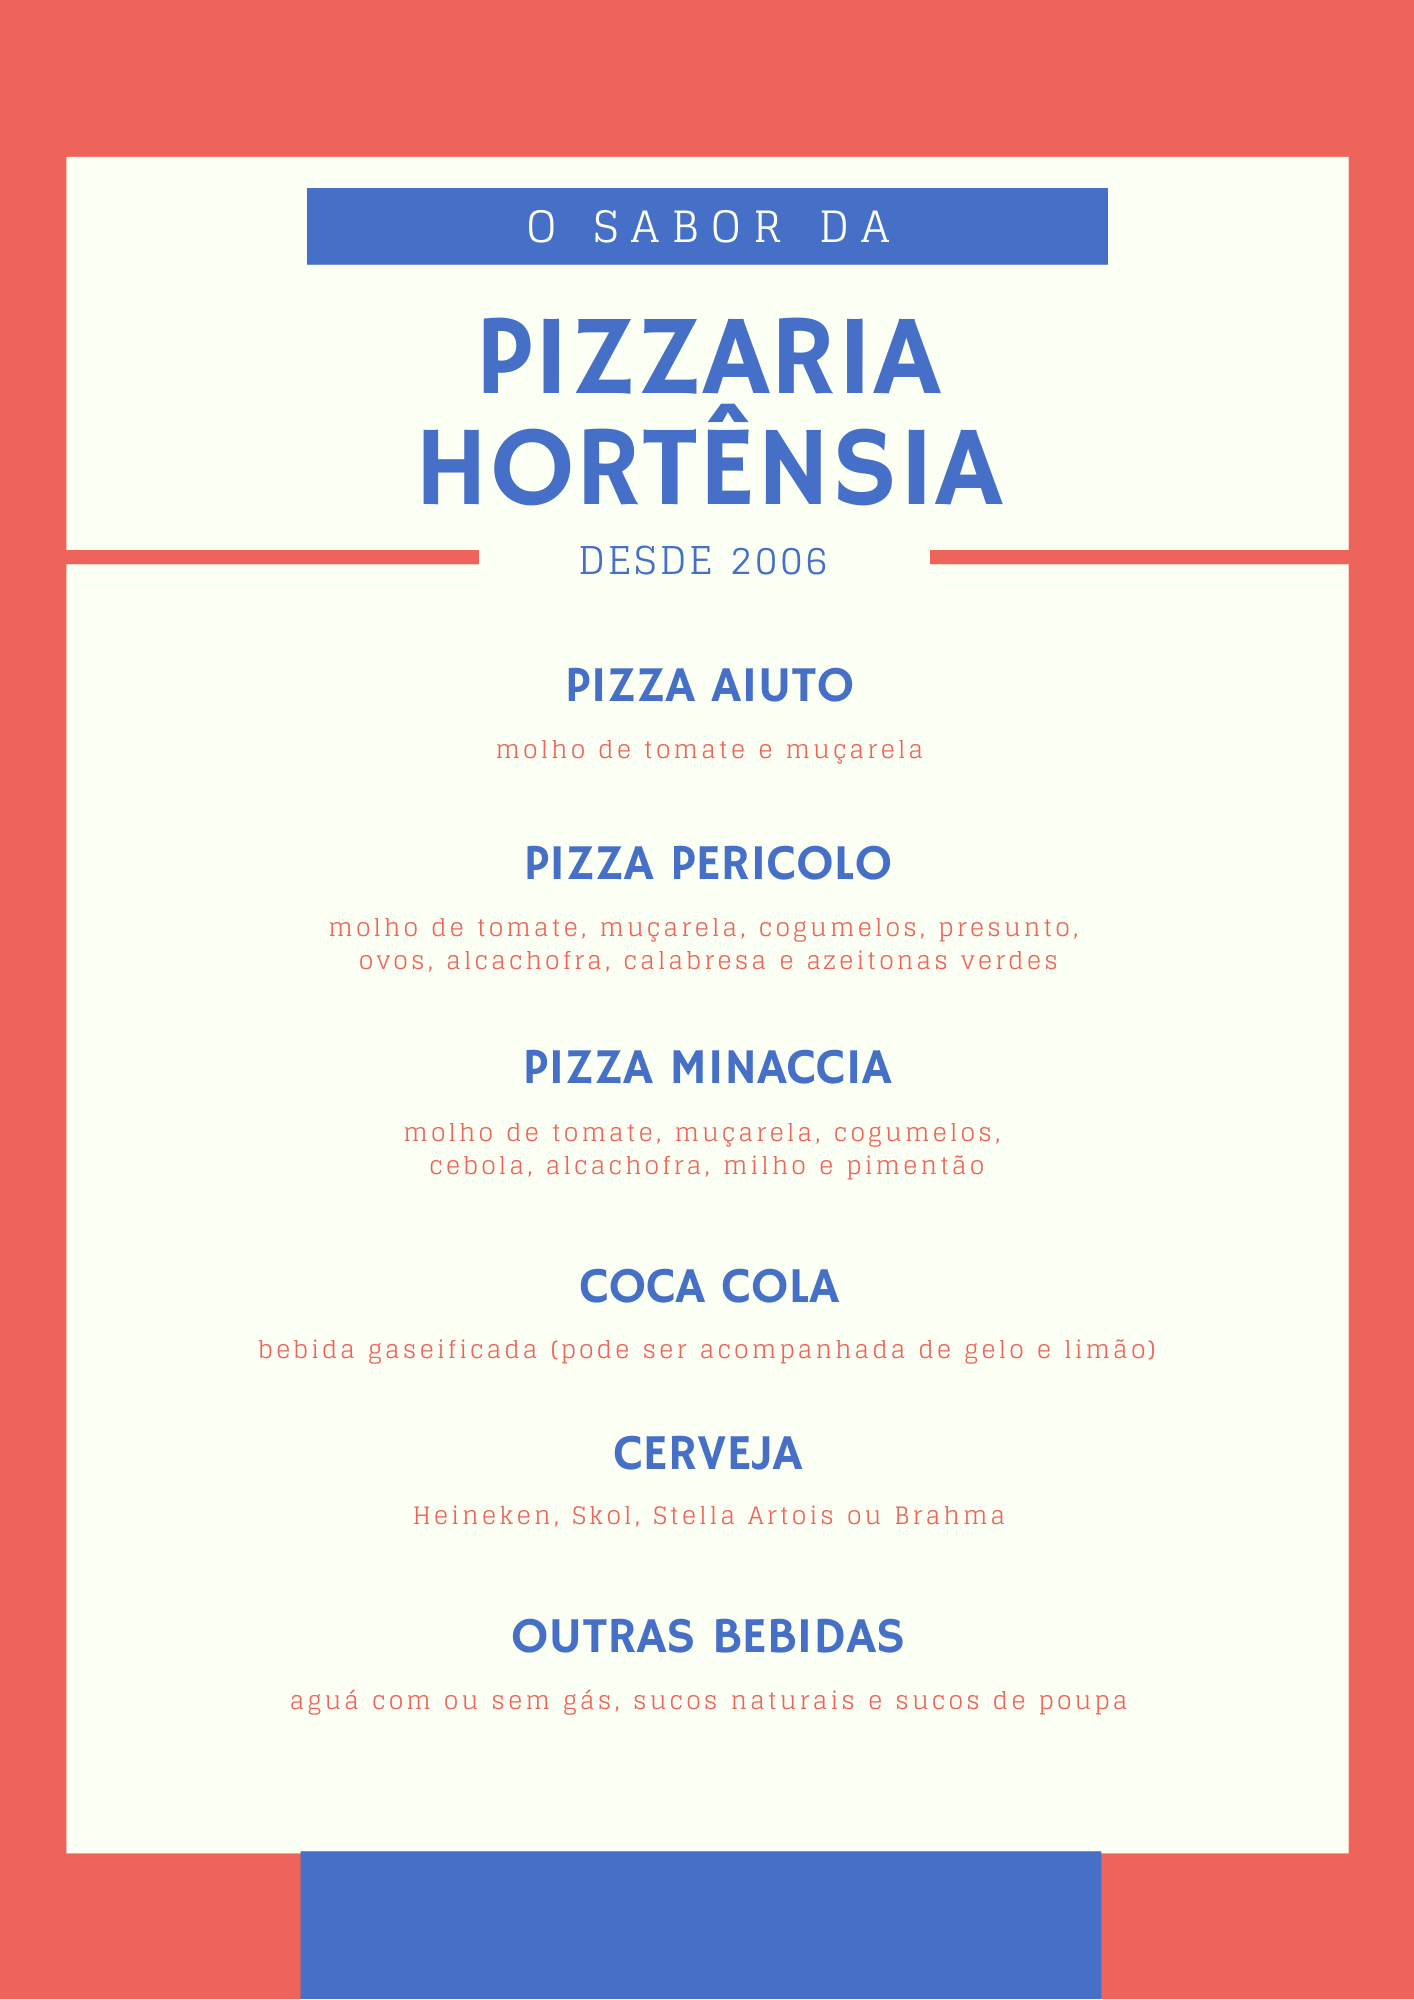 O SABOR DA
PIZZARIA
HORTÊNSIA
DESDE 2006
PIZZA AIUTO
molho de tomate e muçarela
PIZZA PERICOLO
molho de tomate, muçarela, cogumelos, presunto,
ovos, alcachofra, calabresa e azeitonas verdes
PIZZA MINACCIA
molho de tomate, muçarela, cogumelos,
cebola, alcachofra, milho e pimentão
COCA COLA
bebida gaseificada (pode ser acompanhada de gelo e limão)
CERVEJA
Heineken, Skol, Stella Artois ou Brahma
OUTRAS BEBIDAS
aguá com ou sem gás, sucos naturais e sucos de poupa